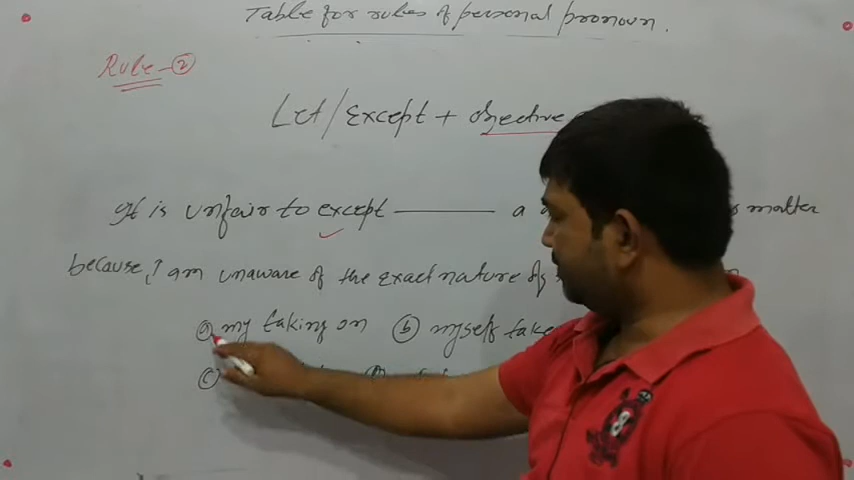 Table for rules of personal pronoun.
Rule-2
Let/Except + objective
It is unfair to except ———— a matter
because, I am unaware of the exact nature of
(a) my taking on (b) myself take
(c)
8